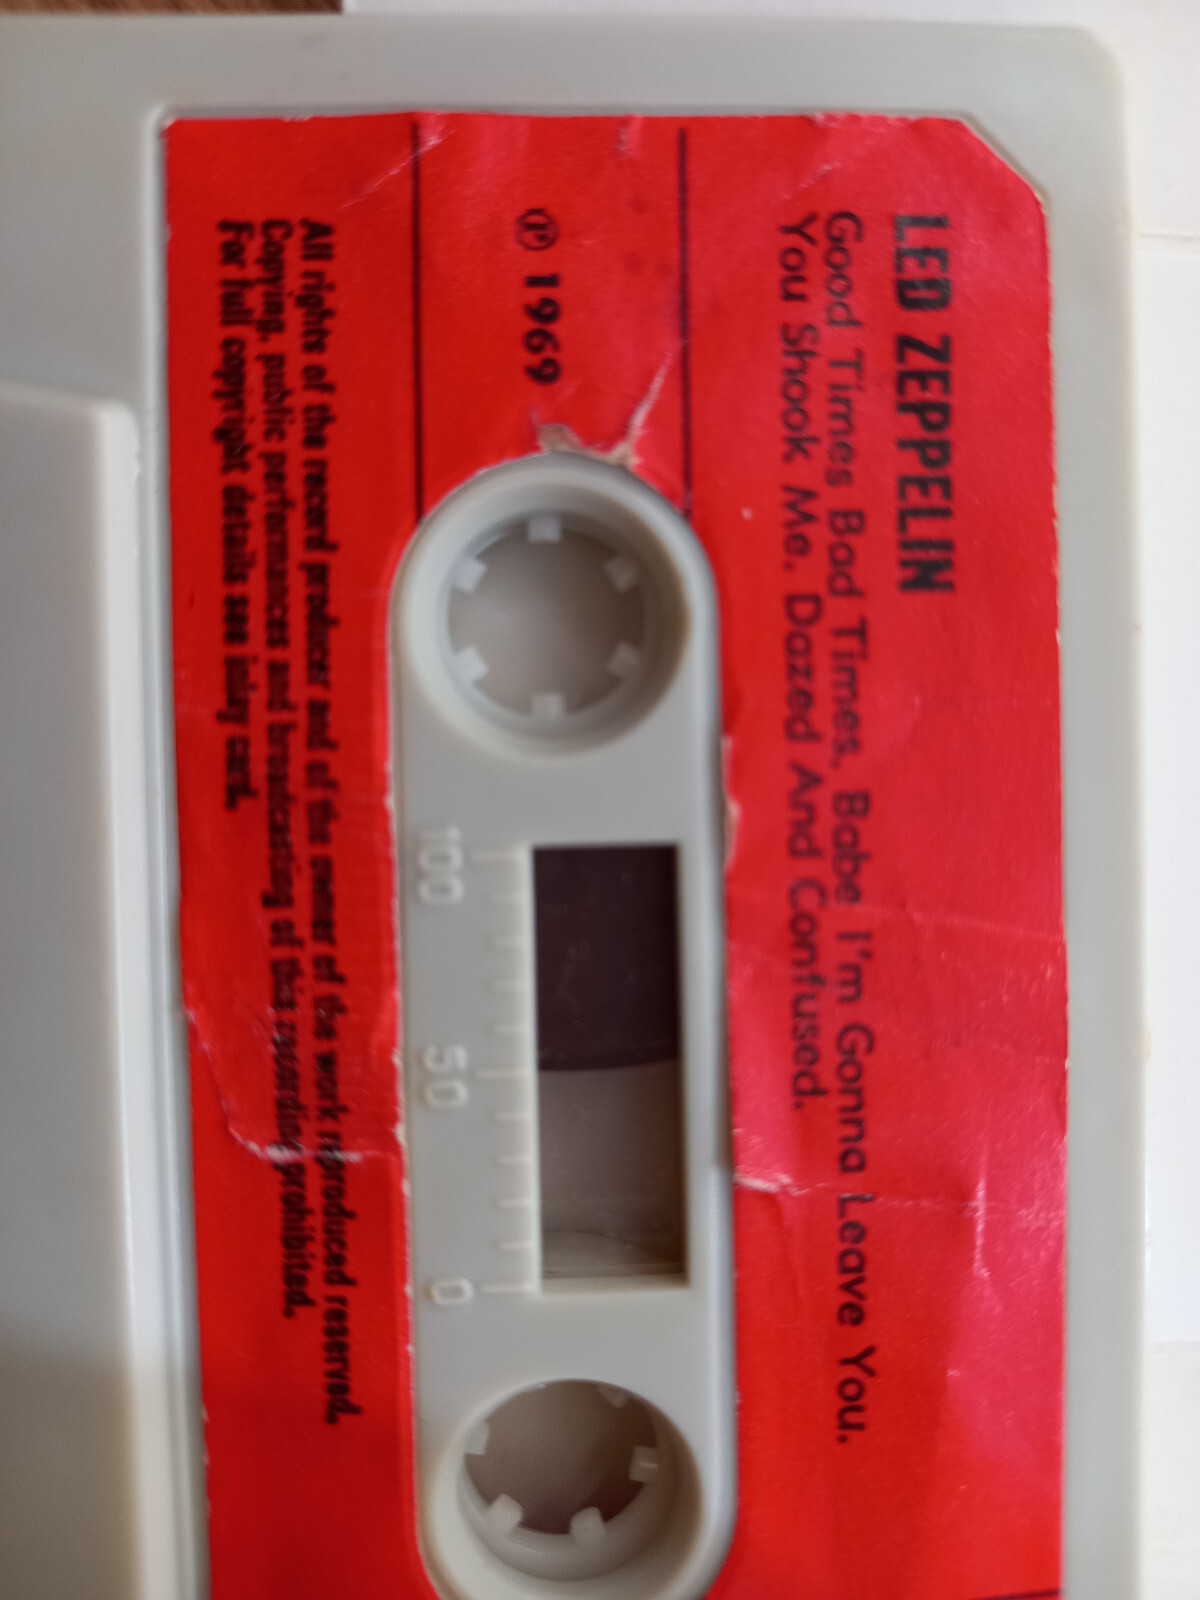 LED ZEPPELIN
Good Times Bad Times. Babe I'm Gonna Leave You.
You Shook Me. Dazed And Confused.
℗ 1969
100
50
0
All rights of the record producer and of the owner of the work reproduced reserved.
Copying, public performances and broadcasting of this recording prohibited.
For full copyright details see inlay card.